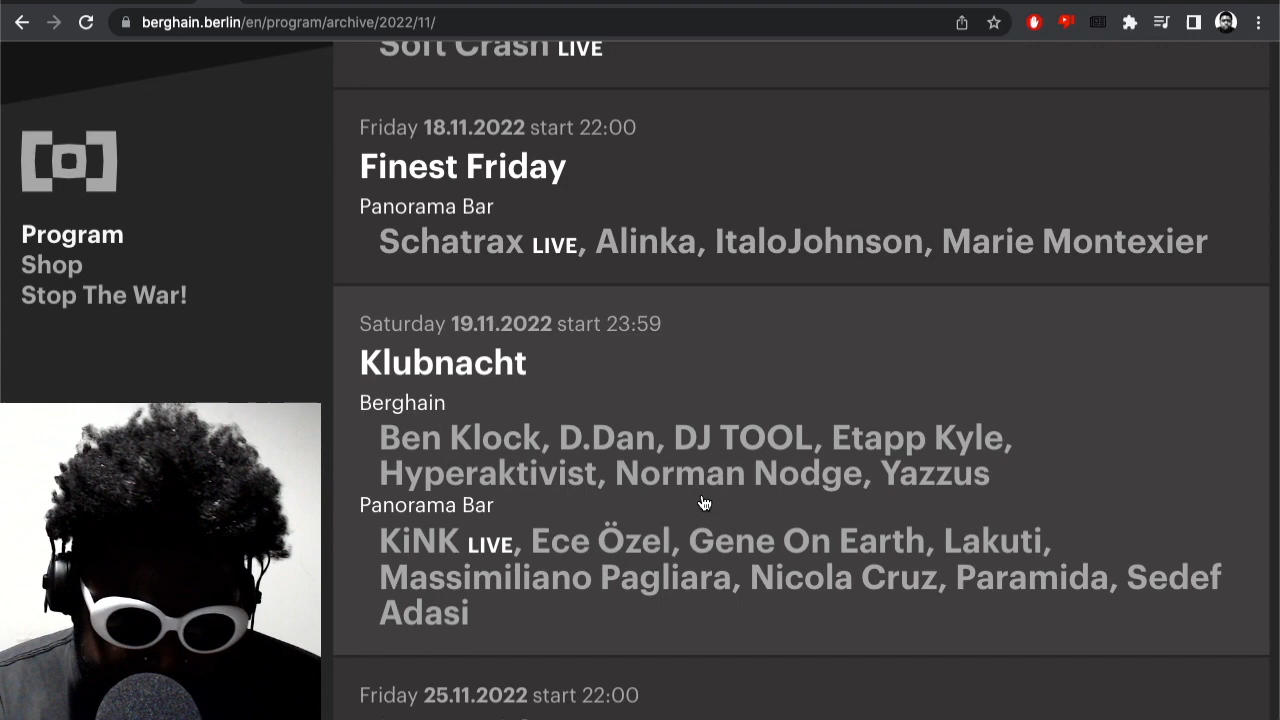 berghain.berlin/en/program/archive/2022/11/
Soft Crash LIVE
Program
Shop
Stop The War!
Friday 18.11.2022 start 22:00
Finest Friday
Panorama Bar
Schatrax LIVE, Alinka, ItaloJohnson, Marie Montexier
Saturday 19.11.2022 start 23:59
Klubnacht
Berghain
Ben Klock, D.Dan, DJ TOOL, Etapp Kyle,
Hyperaktivist, Norman Nodge, Yazzus
Panorama Bar
KiNK LIVE, Ece Özel, Gene On Earth, Lakuti,
Massimiliano Pagliara, Nicola Cruz, Paramida, Sedef
Adasi
Friday 25.11.2022 start 22:00